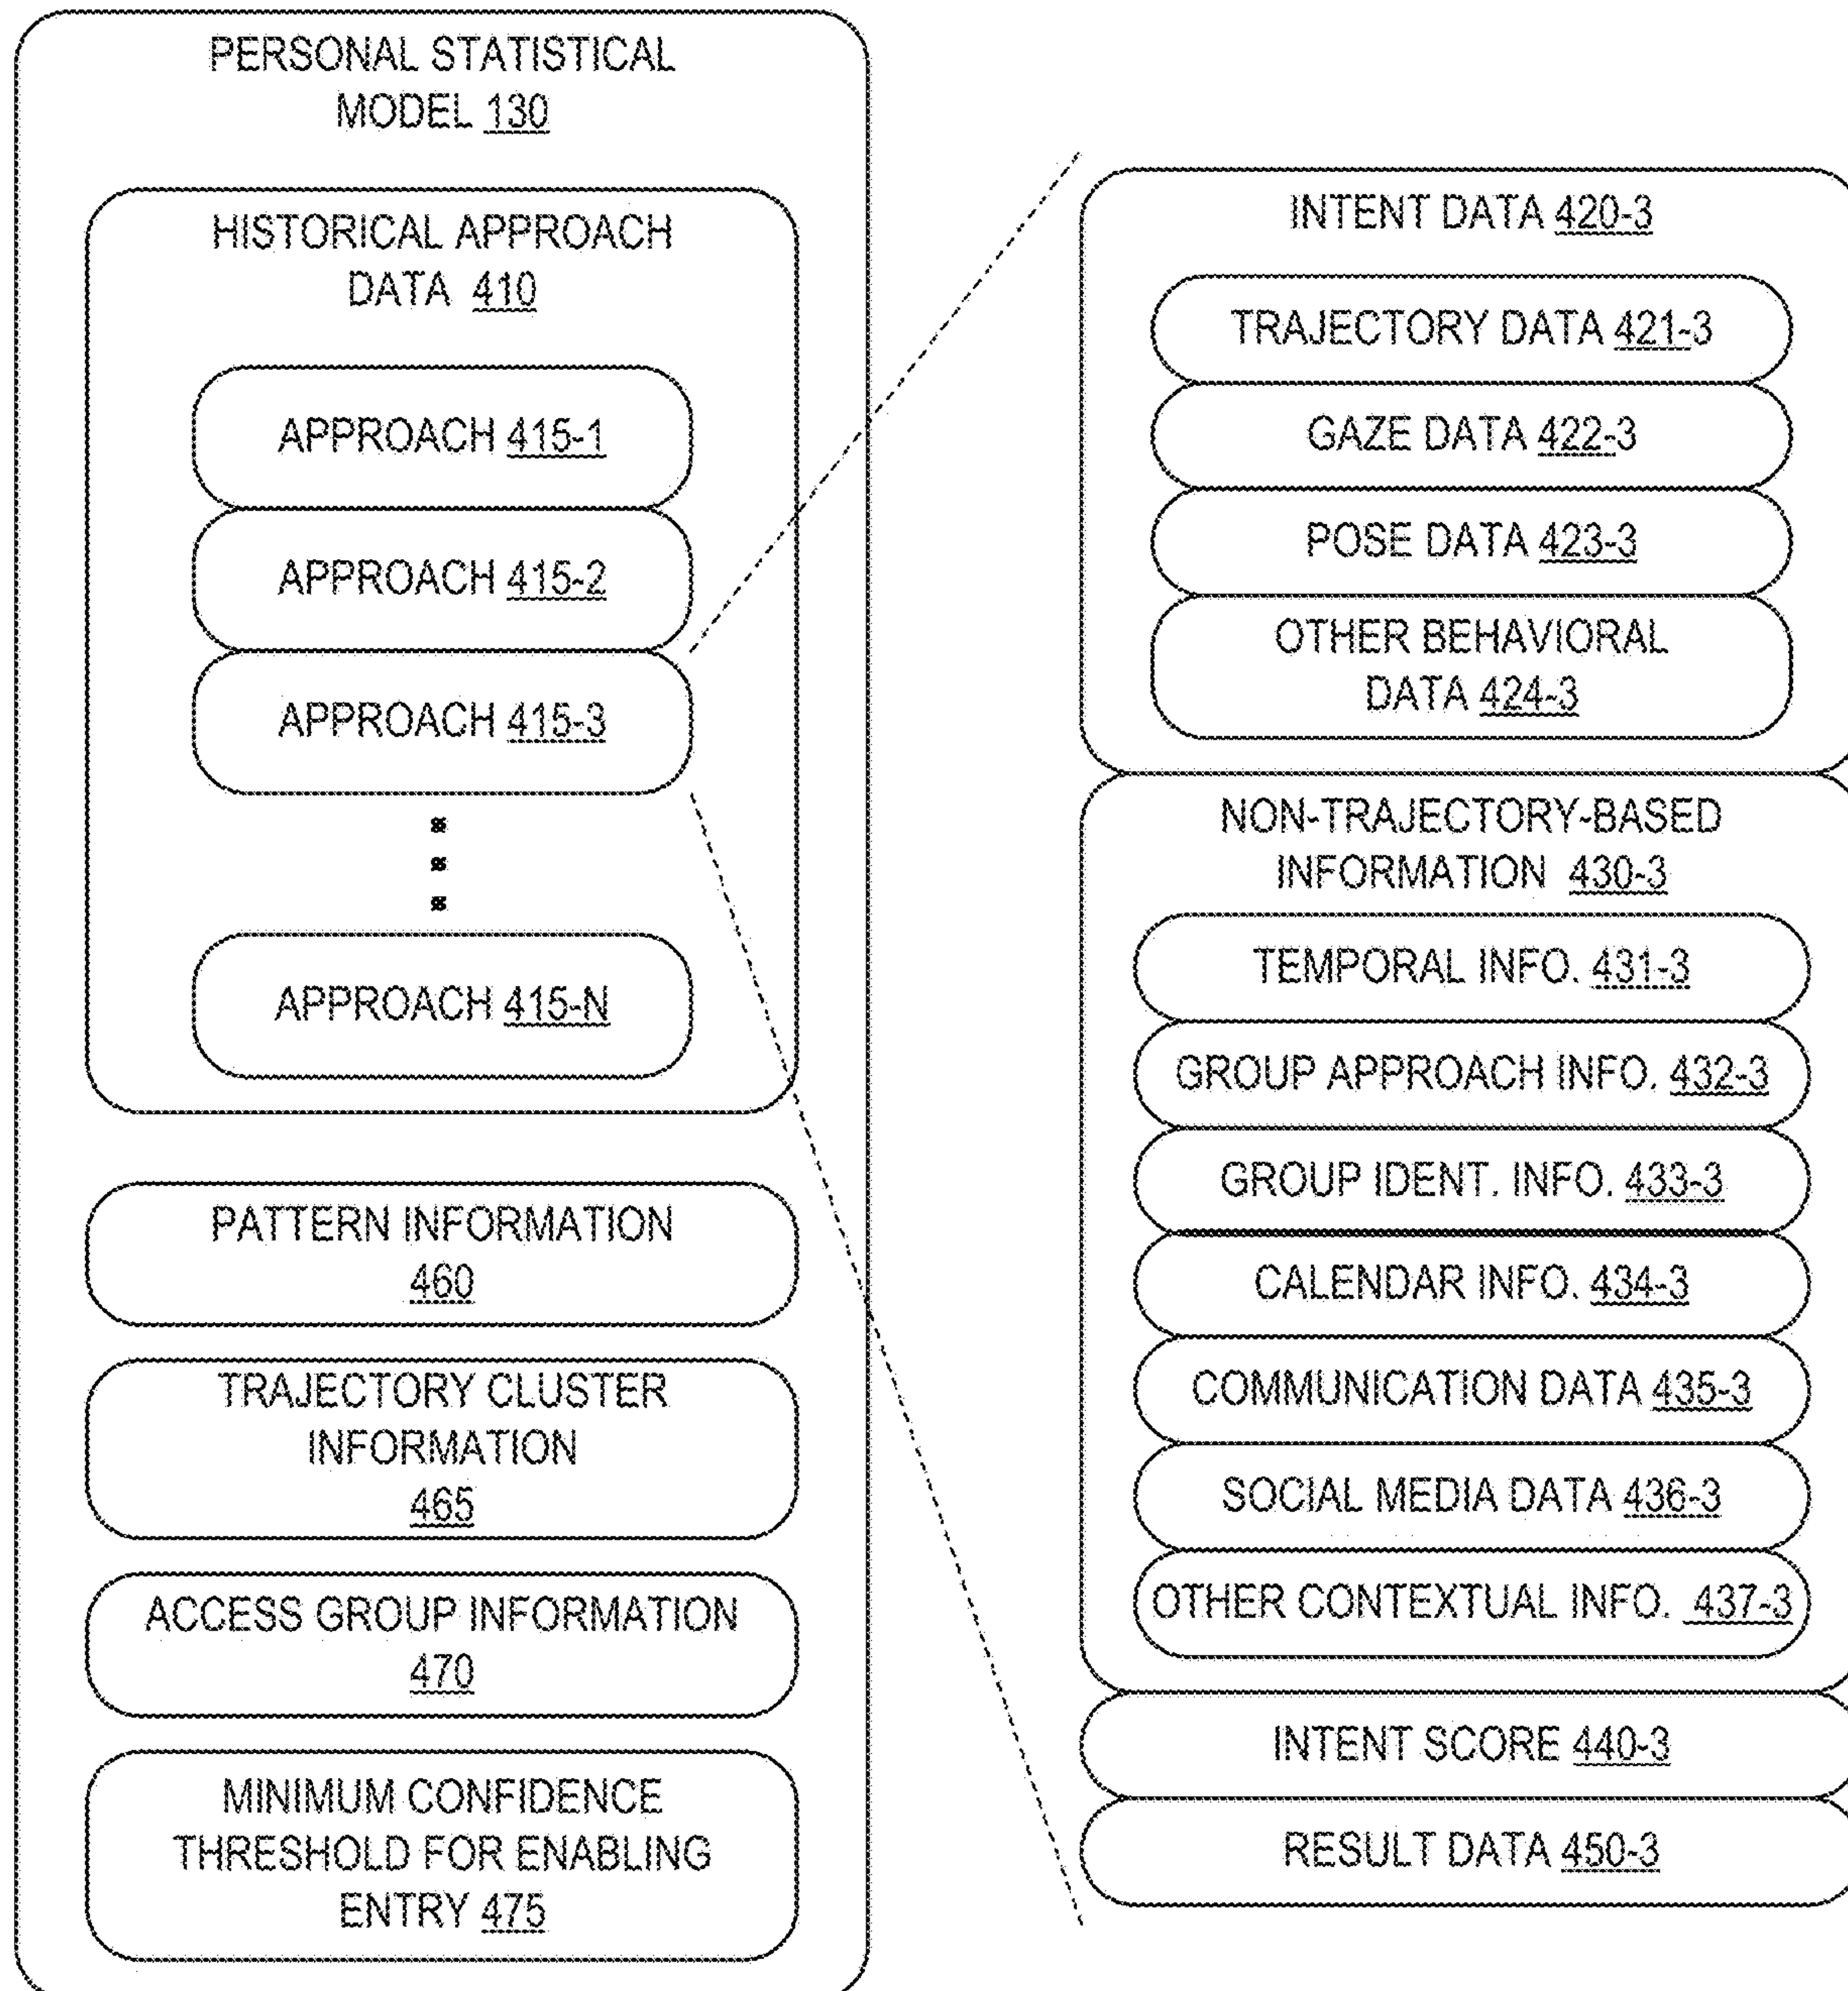 PERSONAL STATISTICAL
MODEL 130
HISTORICAL APPROACH
DATA 410
APPROACH 415-1
APPROACH 415-2
APPROACH 415-3
APPROACH 415-N
PATTERN INFORMATION
460
TRAJECTORY CLUSTER
INFORMATION
465
ACCESS GROUP INFORMATION
470
MINIMUM CONFIDENCE
THRESHOLD FOR ENABLING
ENTRY 475
INTENT DATA 420-3
TRAJECTORY DATA 421-3
GAZE DATA 422-3
POSE DATA 423-3
OTHER BEHAVIORAL
DATA 424-3
NON-TRAJECTORY-BASED
INFORMATION 430-3
TEMPORAL INFO. 431-3
GROUP APPROACH INFO. 432-3
GROUP IDENT. INFO. 433-3
CALENDAR INFO. 434-3
COMMUNICATION DATA 435-3
SOCIAL MEDIA DATA 436-3
OTHER CONTEXTUAL INFO. 437-3
INTENT SCORE 440-3
RESULT DATA 450-3